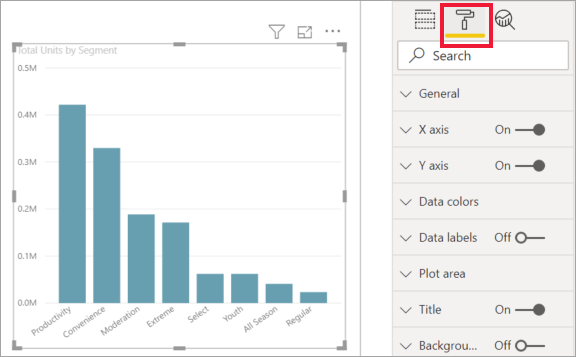 Total Units by Segment
0.5M
0.4M
0.3M
0.2M
0.1M
0.0M
Productivity
Convenience
Moderation
Extreme
Select
Youth
All Season
Regular
Search
General
X axis On
Y axis On
Data colors
Data labels Off
Plot area
Title On
Backgrou... Off